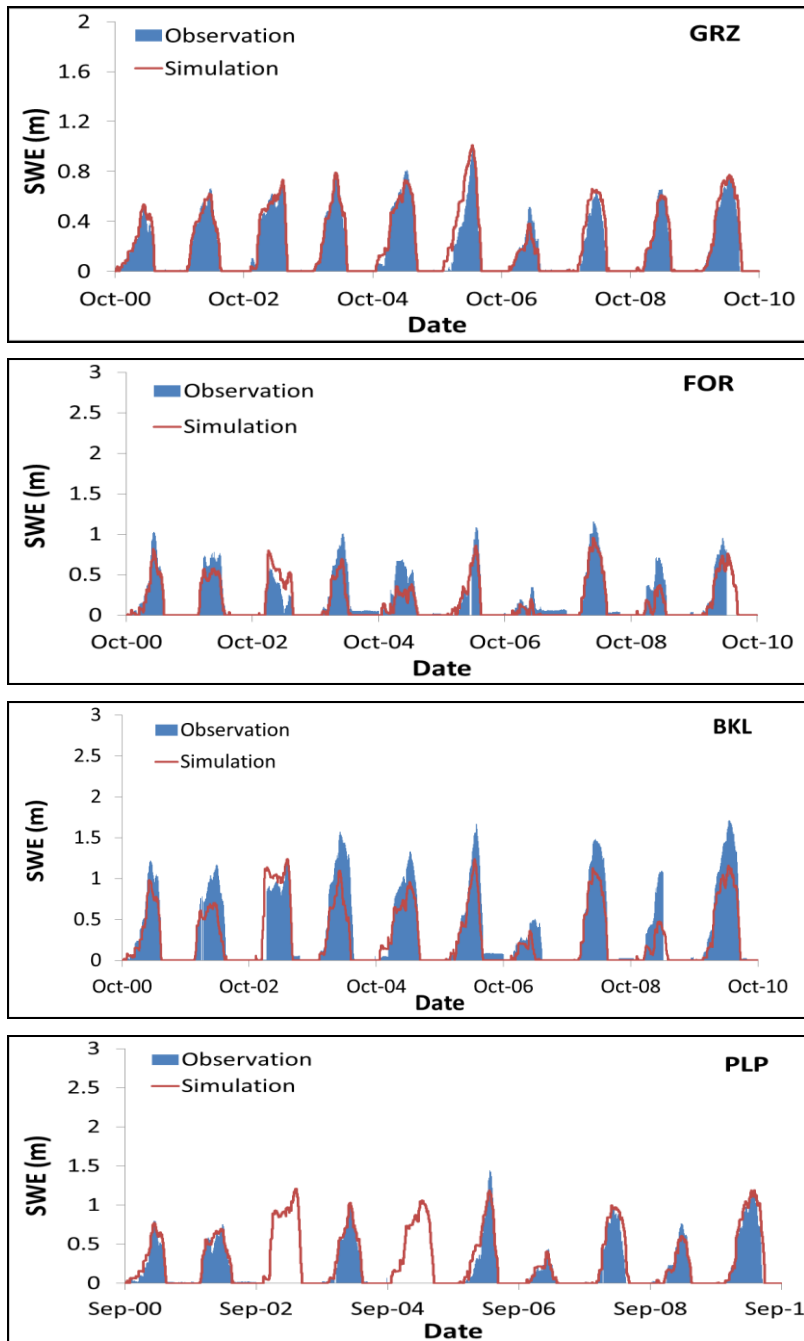 GRZ
Observation
Simulation
SWE (m)
2
1.6
1.2
0.8
0.4
0
Oct-00 Oct-02 Oct-04 Oct-06 Oct-08 Oct-10
Date
FOR
Observation
Simulation
SWE (m)
3
2.5
2
1.5
1
0.5
0
Oct-00 Oct-02 Oct-04 Oct-06 Oct-08 Oct-10
Date
BKL
Observation
Simulation
SWE (m)
3
2.5
2
1.5
1
0.5
0
Oct-00 Oct-02 Oct-04 Oct-06 Oct-08 Oct-10
Date
PLP
Observation
Simulation
SWE (m)
3
2.5
2
1.5
1
0.5
0
Sep-00 Sep-02 Sep-04 Sep-06 Sep-08 Sep-1
Date